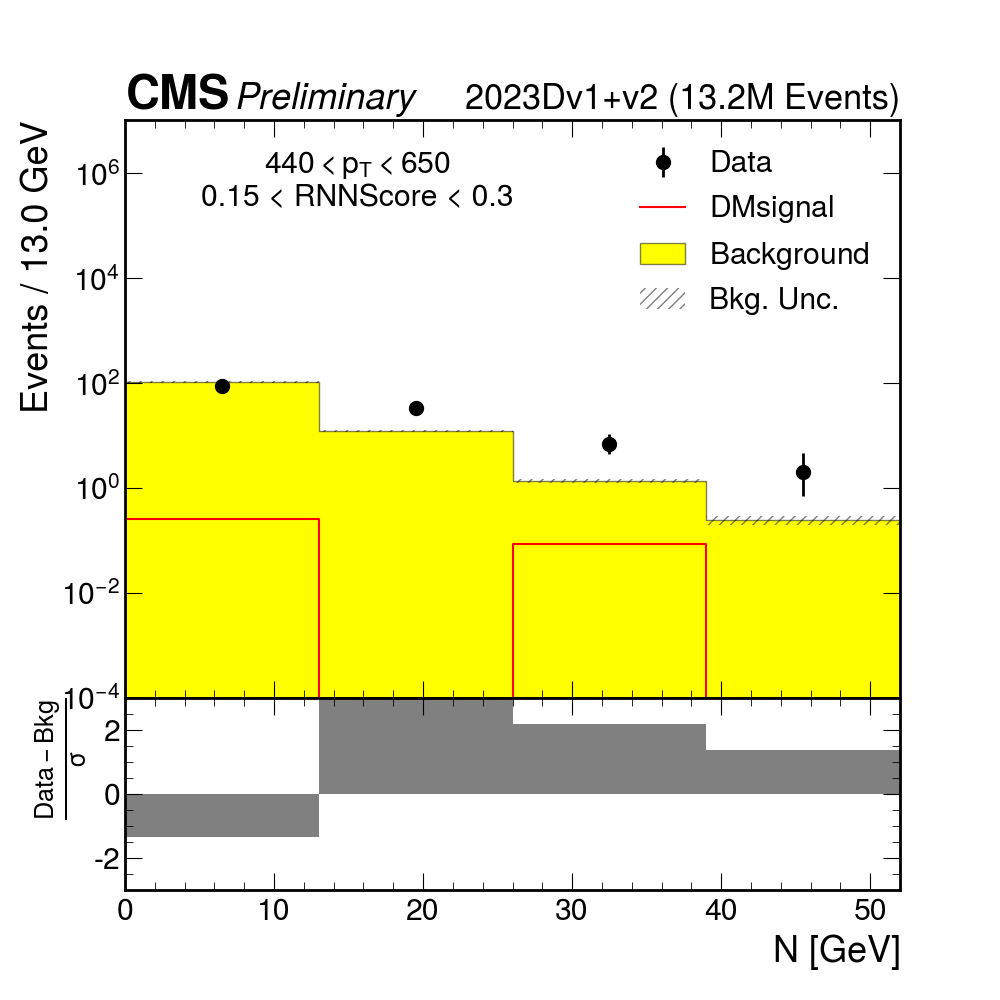 CMS Preliminary 2023Dv1+v2 (13.2M Events)
Events / 13.0 GeV
440 < p_T < 650
0.15 < RNNScore < 0.3
Data
DMsignal
Background
Bkg. Unc.
10^6
10^4
10^2
10^0
10^−2
10^−4
Data − Bkg
σ
2
0
-2
0 10 20 30 40 50
N [GeV]